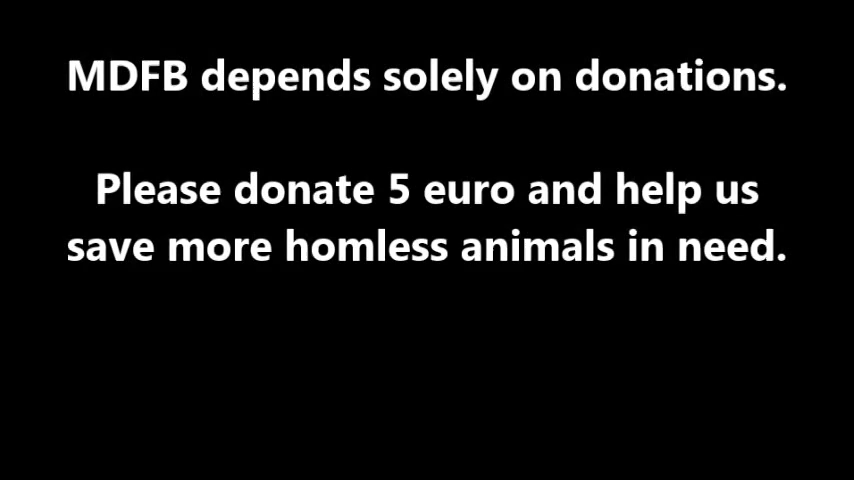 MDFB depends solely on donations.
Please donate 5 euro and help us
save more homless animals in need.